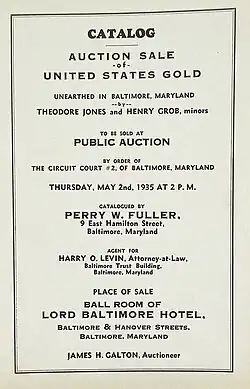 CATALOG
AUCTION SALE
-of-
UNITED STATES GOLD
UNEARTHED IN BALTIMORE, MARYLAND
--by--
THEODORE JONES and HENRY GROB, minors
TO BE SOLD AT
PUBLIC AUCTION
BY ORDER OF
THE CIRCUIT COURT #2, OF BALTIMORE, MARYLAND
THURSDAY, MAY 2nd, 1935 AT 2 P. M.
CATALOGUED BY
PERRY W. FULLER,
9 East Hamilton Street,
Baltimore, Maryland
AGENT FOR
HARRY O. LEVIN, Attorney-at-Law,
Baltimore Trust Building,
Baltimore, Maryland
PLACE OF SALE
BALL ROOM OF
LORD BALTIMORE HOTEL,
BALTIMORE & HANOVER STREETS,
BALTIMORE, MARYLAND
JAMES H. GALTON, Auctioneer